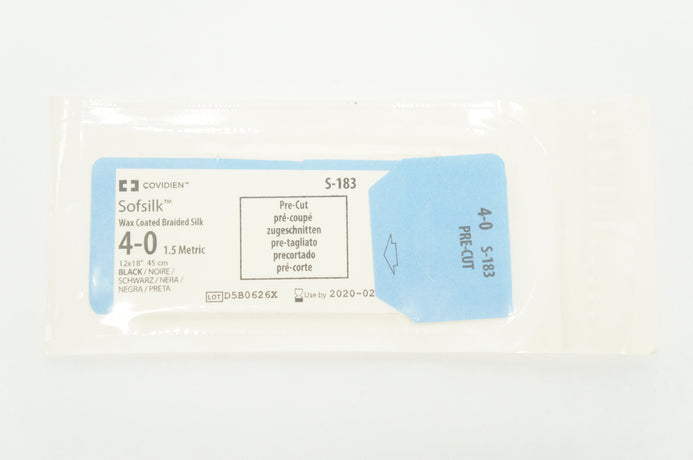 COVIDIEN™
S-183
Sofsilk™
Wax Coated Braided Silk
4-0 1.5 Metric
12x18" 45 cm
BLACK / NOIRE /
SCHWARZ / NERA /
NEGRA / PRETA
Pre-Cut
pré-coupé
zugeschnitten
pre-tagliato
precortado
pré-corte
LOT D5B0626X
Use by 2020-02
4-0 S-183
PRE-CUT